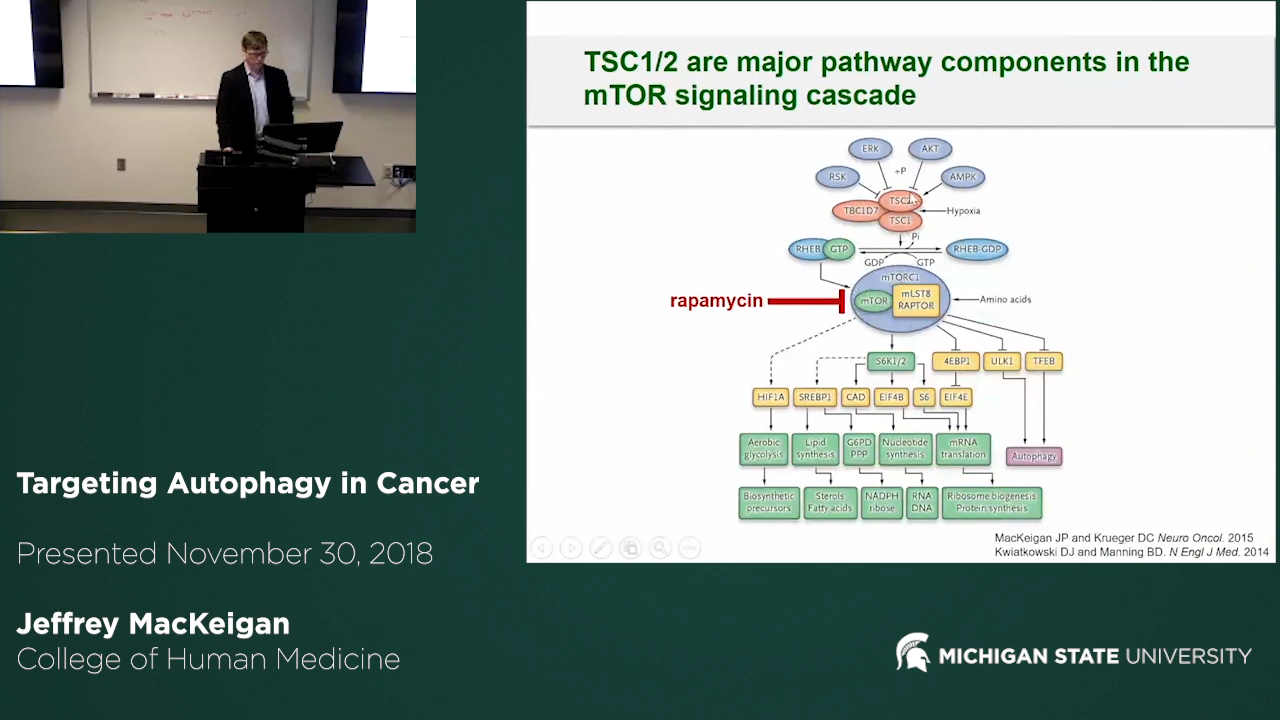 TSC1/2 are major pathway components in the
mTOR signaling cascade
ERK
AKT
+P
RSK
AMPK
TSC2
TBC1D7
TSC1
Hypoxia
Pi
RHEB
GTP
RHEB-GDP
GDP
GTP
mTORC1
rapamycin
mTOR
mLST8
RAPTOR
Amino acids
S6K1/2
4EBP1
ULK1
TFEB
HIF1A
SREBP1
CAD
EIF4B
S6
EIF4E
Aerobic
glycolysis
Lipid
synthesis
G6PD
PPP
Nucleotide
synthesis
mRNA
translation
Autophagy
Biosynthetic
precursors
Sterols
Fatty acids
NADPH
ribose
RNA
DNA
Ribosome biogenesis
Protein synthesis
MacKeigan JP and Krueger DC Neuro Oncol. 2015
Kwiatkowski DJ and Manning BD. N Engl J Med. 2014
Targeting Autophagy in Cancer
Presented November 30, 2018
Jeffrey MacKeigan
College of Human Medicine
MICHIGAN STATE UNIVERSITY